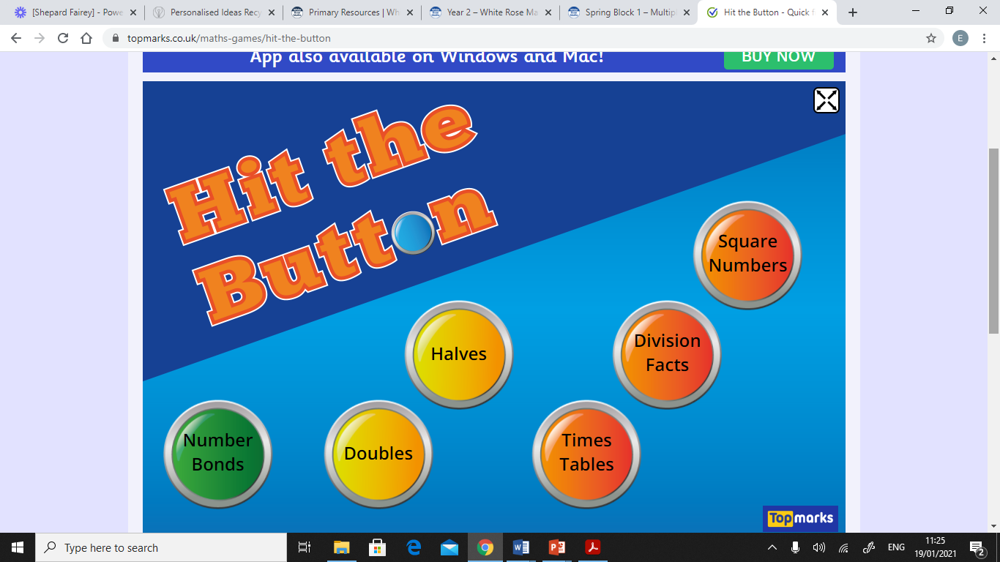 [Shepard Fairey] - Powe
Personalised Ideas Recy
Primary Resources | Wh
Year 2 – White Rose Ma
Spring Block 1 – Multipl
Hit the Button - Quick f
topmarks.co.uk/maths-games/hit-the-button
E
App also available on Windows and Mac!
BUY NOW
Hit the
Button
Square
Numbers
Halves
Division
Facts
Number
Bonds
Doubles
Times
Tables
Topmarks
Type here to search
ENG
11:25
19/01/2021
2